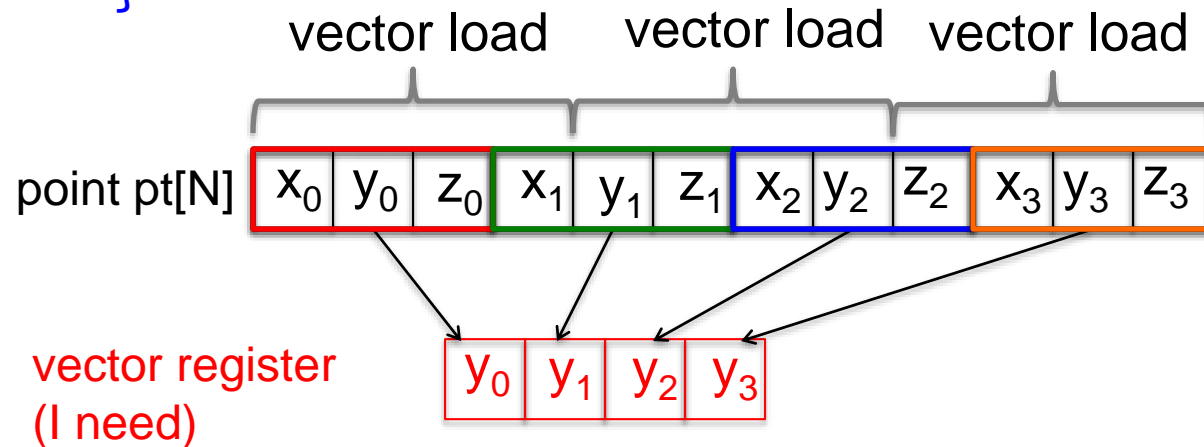 }
vector load vector load vector load
point pt[N] x₀ y₀ z₀ x₁ y₁ z₁ x₂ y₂ z₂ x₃ y₃ z₃
vector register y₀ y₁ y₂ y₃
(I need)